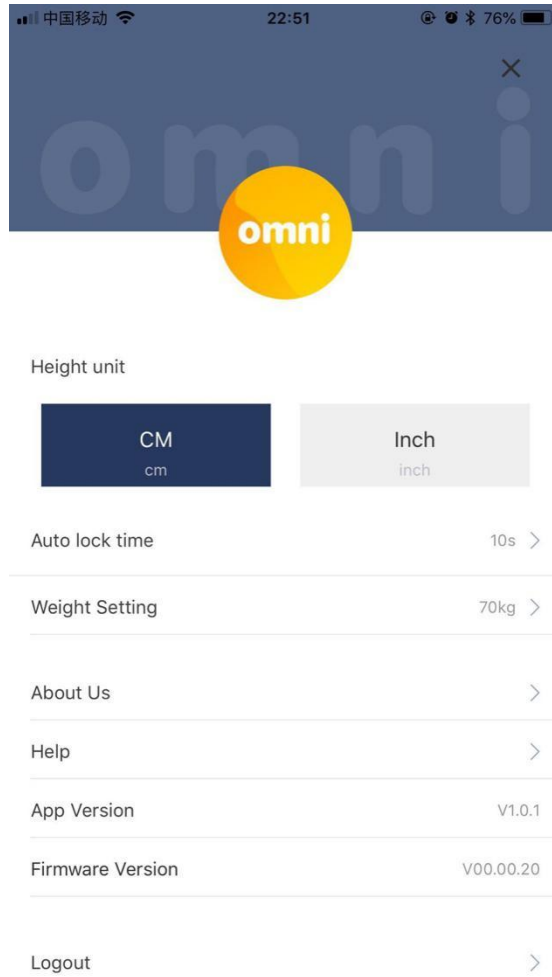 中国移动 22:51 76%
omni
omni
Height unit
CM Inch
cm inch
Auto lock time 10s
Weight Setting 70kg
About Us
Help
App Version V1.0.1
Firmware Version V00.00.20
Logout